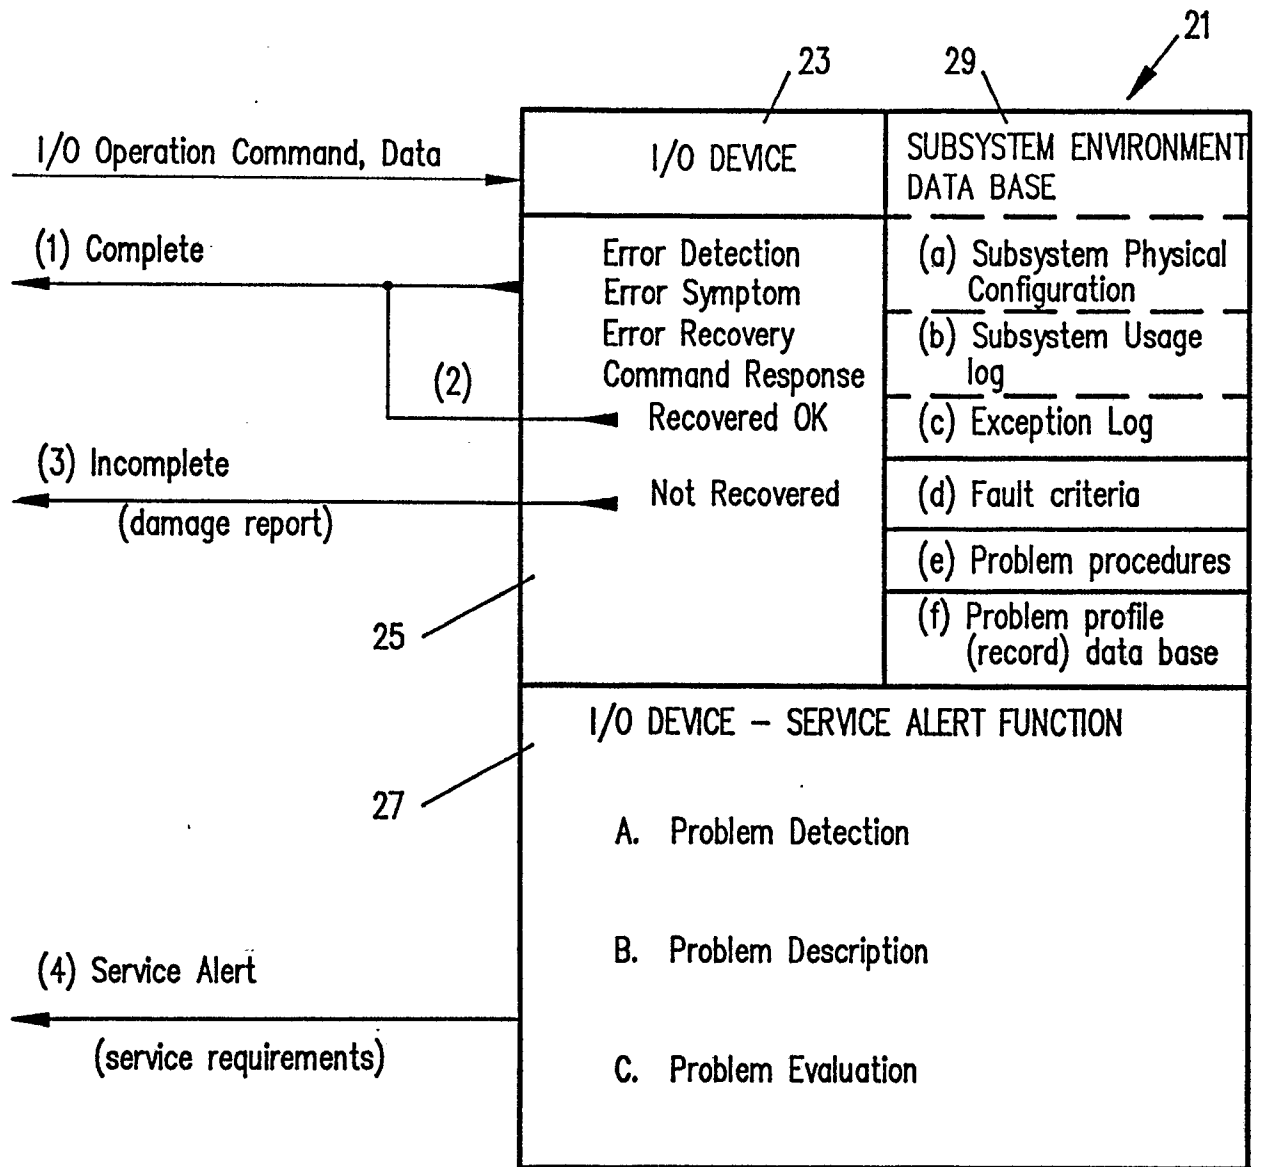 21
23
29
I/O Operation Command, Data
I/O DEVICE
SUBSYSTEM ENVIRONMENT
DATA BASE
(1) Complete
(2)
(3) Incomplete
(damage report)
Error Detection
Error Symptom
Error Recovery
Command Response
Recovered OK
Not Recovered
(a) Subsystem Physical
Configuration
(b) Subsystem Usage
log
(c) Exception Log
(d) Fault criteria
(e) Problem procedures
(f) Problem profile
(record) data base
25
I/O DEVICE – SERVICE ALERT FUNCTION
27
A. Problem Detection
B. Problem Description
C. Problem Evaluation
(4) Service Alert
(service requirements)